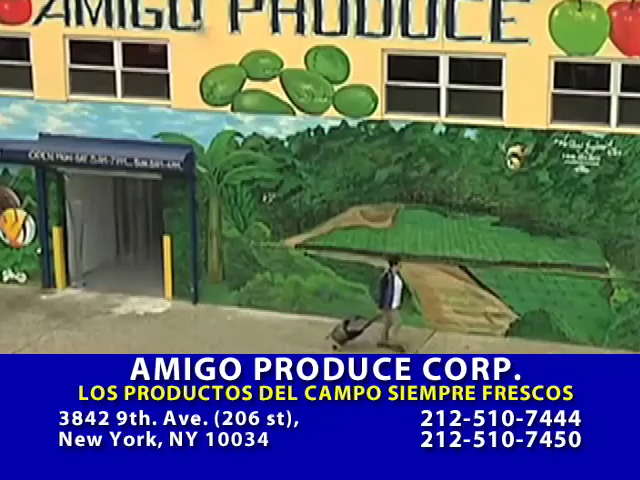 AMIGO PRODUCE
AMIGO PRODUCE CORP.
LOS PRODUCTOS DEL CAMPO SIEMPRE FRESCOS
3842 9th. Ave. (206 st),
New York, NY 10034
212-510-7444
212-510-7450